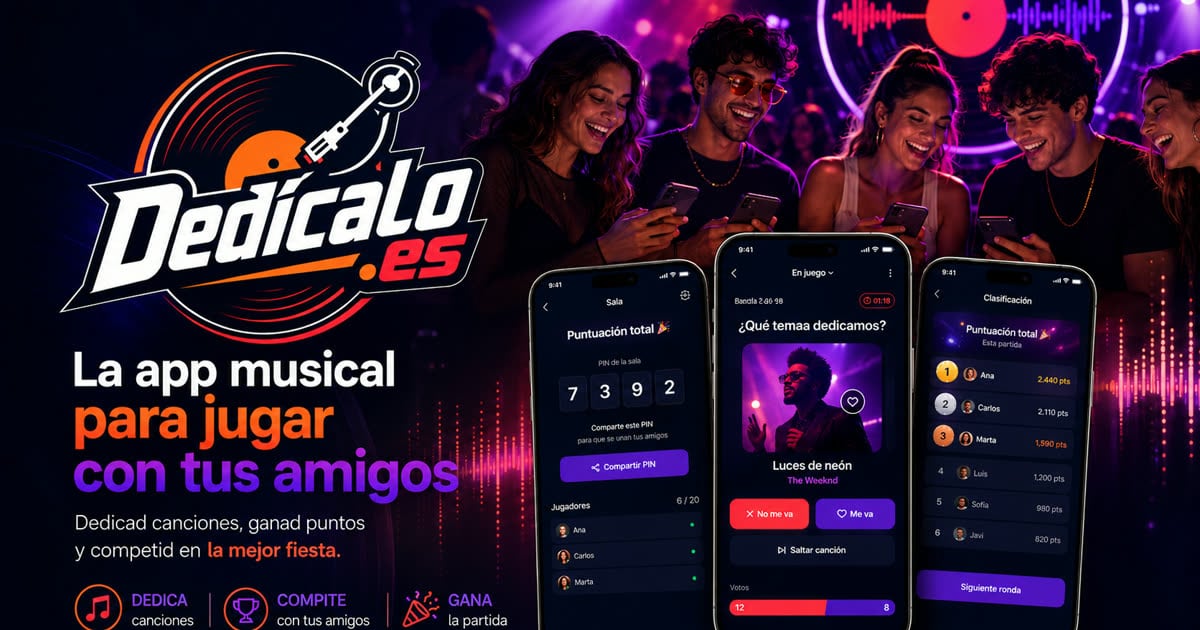 Dedícalo
.es
La app musical
para jugar
con tus amigos
Dedicad canciones, ganad puntos
y competid en la mejor fiesta.
DEDICA
canciones
COMPITE
con tus amigos
GANA
la partida
9:41
Sala
Puntuación total
PIN de la sala
7 3 9 2
Comparte este PIN
para que se unan tus amigos
Compartir PIN
Jugadores 6 / 20
Ana
Carlos
Marta
9:41
En juego
01:18
¿Qué temaa dedicamos?
Luces de neón
The Weeknd
No me va
Me va
Saltar canción
Votos
12 8
9:41
Clasificación
Puntuación total
Esta partida
1 Ana 2.440 pts
2 Carlos 2,110 pts
3 Marta 1,590 pts
4 Luis 1,200 pts
5 Sofía 980 pts
6 Javi 820 pts
Siguiente ronda